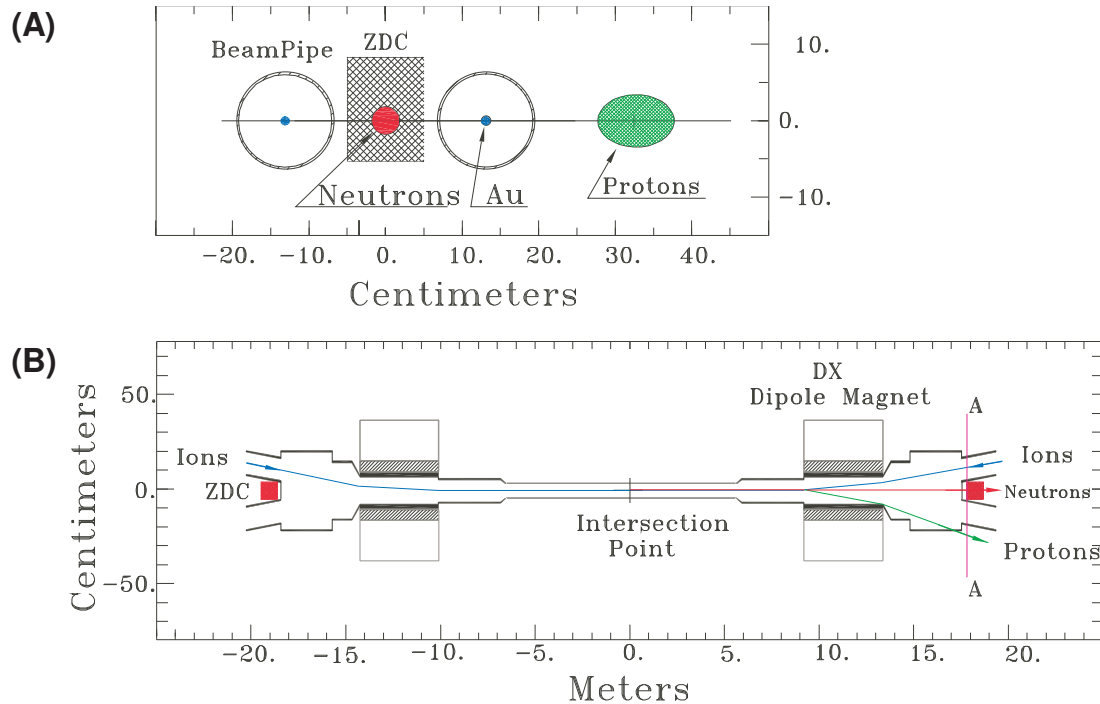 (A)
BeamPipe
ZDC
10.
0.
-10.
Neutrons
Au
Protons
-20. -10. 0. 10. 20. 30. 40.
Centimeters
(B)
Centimeters
50.
0.
-50.
DX
Dipole Magnet
A
Ions
Ions
ZDC
Neutrons
Intersection
Point
Protons
A
-20. -15. -10. -5. 0. 5. 10. 15. 20.
Meters